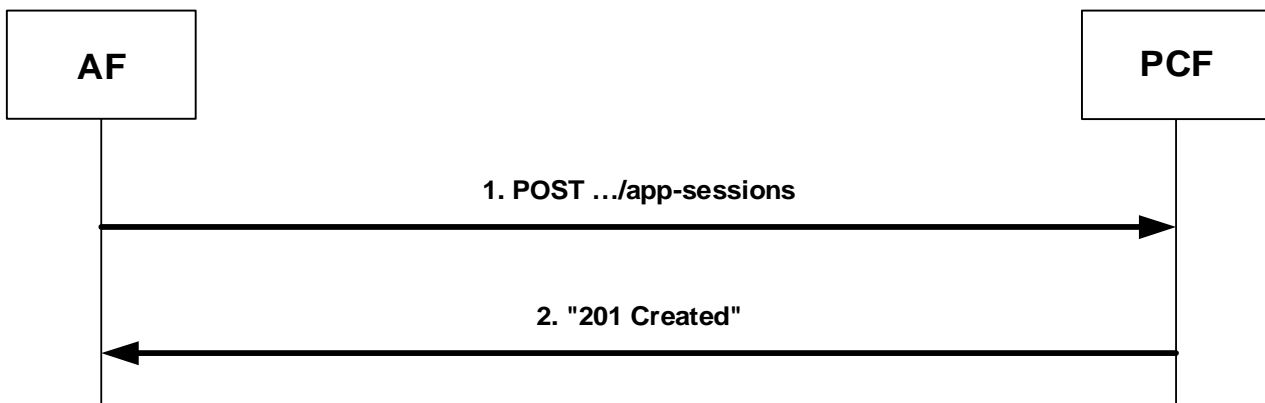 AF
PCF
1. POST …/app-sessions
2. "201 Created"